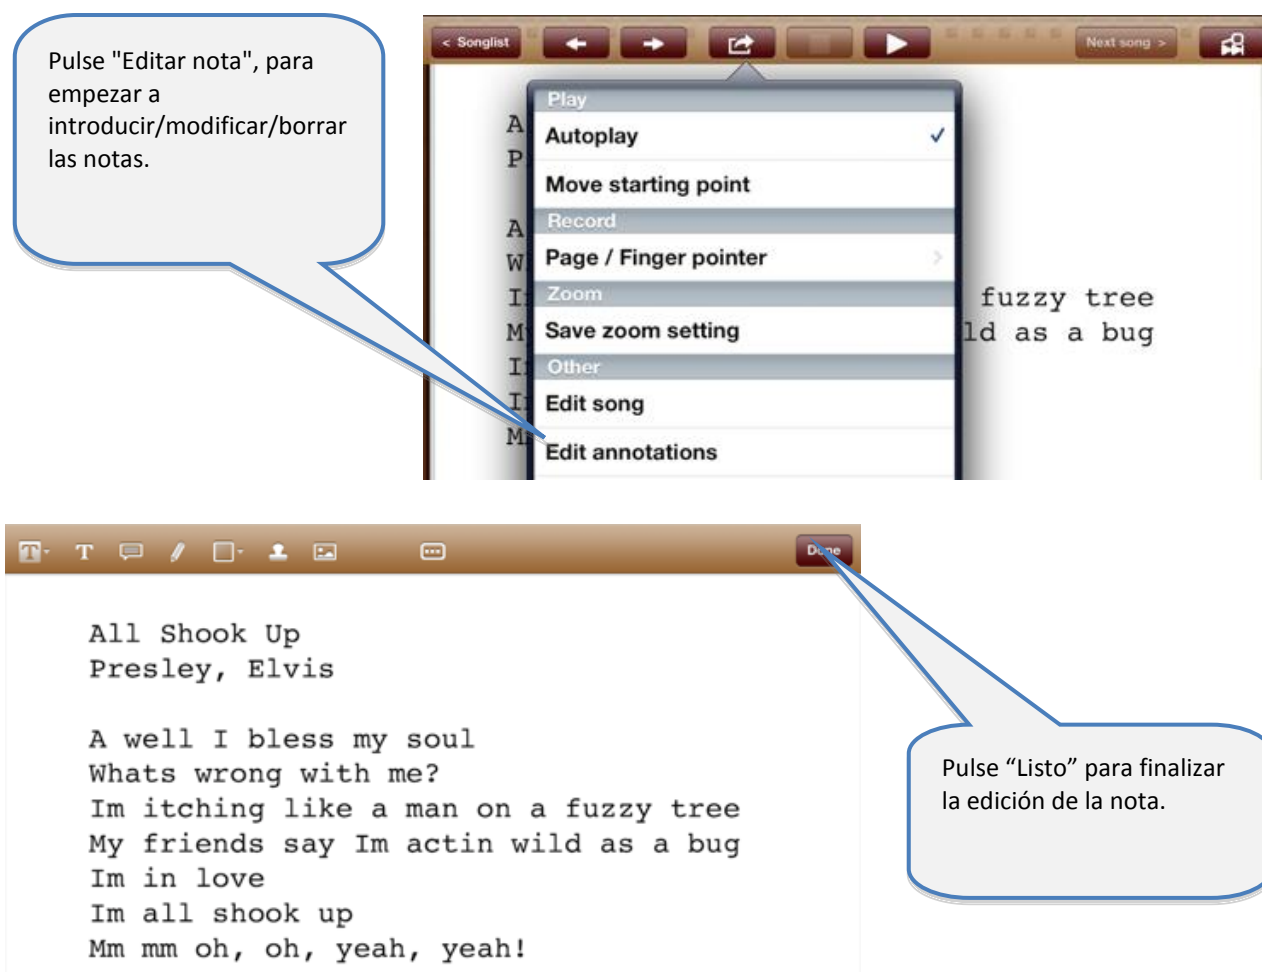 Pulse "Editar nota", para
empezar a
introducir/modificar/borrar
las notas.
< Songlist
Next song >
Play
Autoplay
Move starting point
Record
Page / Finger pointer
Zoom
Save zoom setting
Other
Edit song
Edit annotations
A
P
A
W
I
fuzzy tree
My
ld as a bug
I
I
M
T T
Done
All Shook Up
Presley, Elvis
A well I bless my soul
Whats wrong with me?
Im itching like a man on a fuzzy tree
My friends say Im actin wild as a bug
Im in love
Im all shook up
Mm mm oh, oh, yeah, yeah!
Pulse “Listo” para finalizar
la edición de la nota.